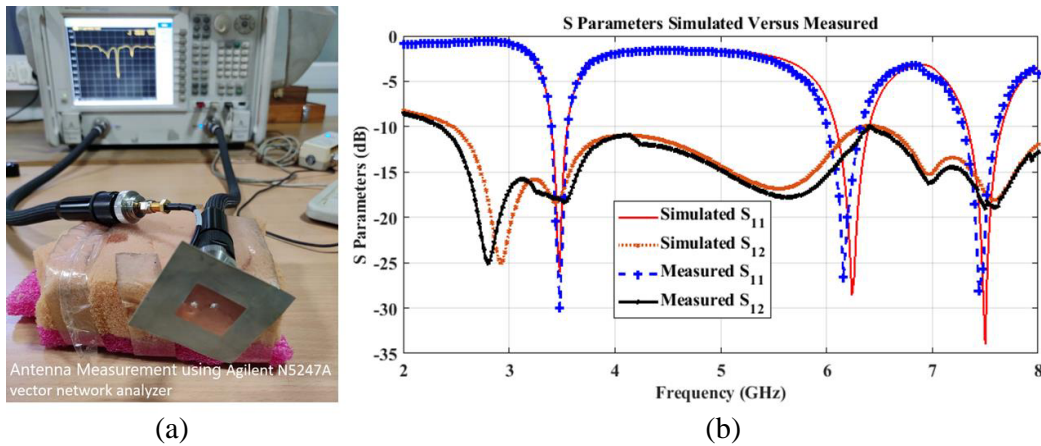 Antenna Measurement using Agilent N5247A
vector network analyzer
(a)
S Parameters Simulated Versus Measured
S Parameters (dB)
0
-5
-10
-15
-20
-25
-30
-35
Simulated S11
Simulated S12
Measured S11
Measured S12
2 3 4 5 6 7 8
Frequency (GHz)
(b)